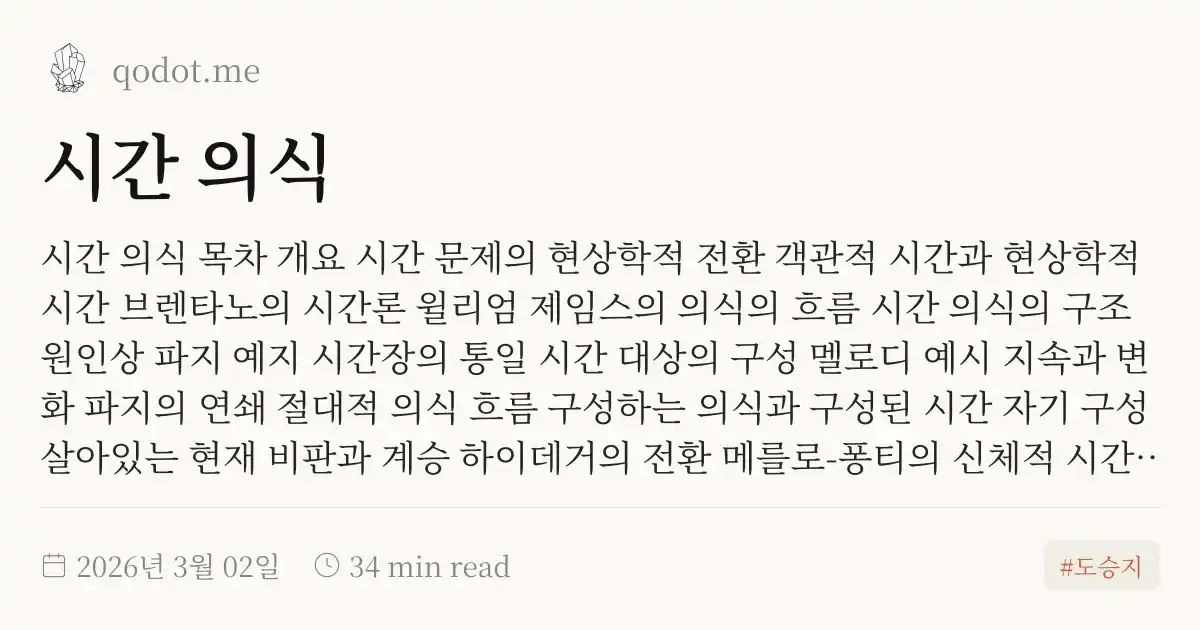 qodot.me
시간 의식
시간 의식 목차 개요 시간 문제의 현상학적 전환 객관적 시간과 현상학적
시간 브렌타노의 시간론 윌리엄 제임스의 의식의 흐름 시간 의식의 구조
원인상 파지 예지 시간장의 통일 시간 대상의 구성 멜로디 예시 지속과 변
화 파지의 연쇄 절대적 의식 흐름 구성하는 의식과 구성된 시간 자기 구성
살아있는 현재 비판과 계승 하이데거의 전환 메를로-퐁티의 신체적 시간··
2026년 3월 02일 34 min read
#도승지